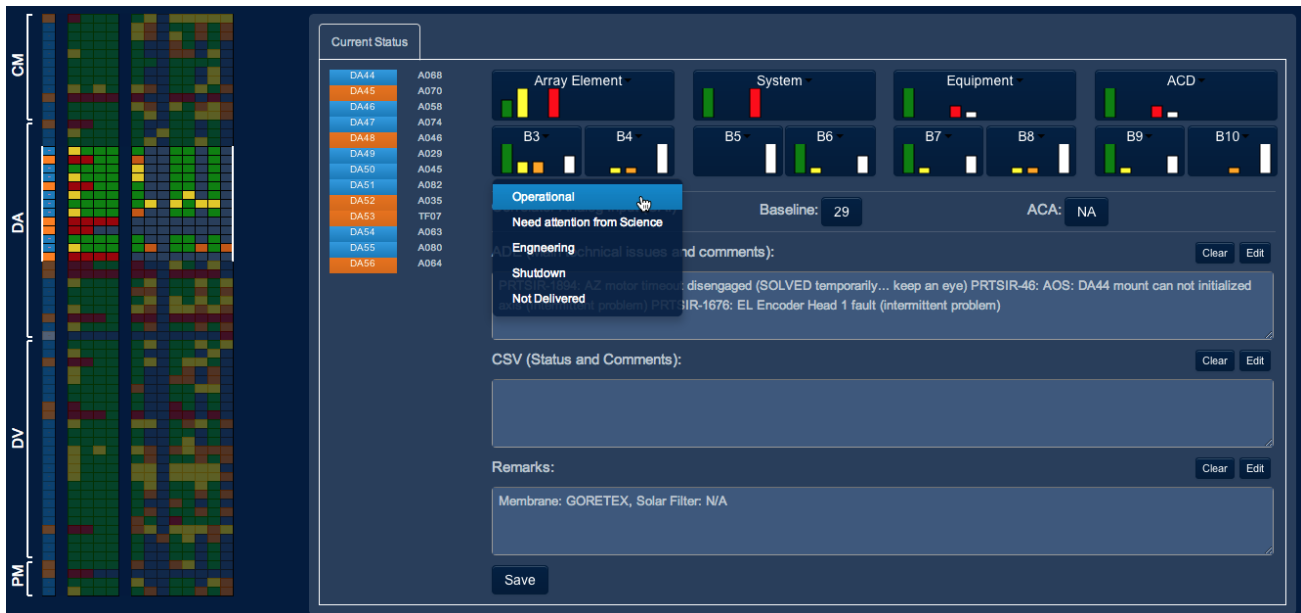 CM
DA
DV
PM
Current Status
DA44 A068
DA45 A070
DA46 A058
DA47 A074
DA48 A046
DA49 A029
DA50 A045
DA51 A082
DA52 A035
DA53 TF07
DA54 A063
DA55 A080
DA56 A064
Array Element System Equipment ACD
B3 B4 B5 B6 B7 B8 B9 B10
Operational
Need attention from Science
Engneering
Shutdown
Not Delivered
Baseline: 29 ACA: NA
technical issues and comments): Clear Edit
PRTSIR-1894: AZ motor timeout disengaged (SOLVED temporarily... keep an eye) PRTSIR-46: AOS: DA44 mount can not initialized
axis (intermittent problem) PRTSIR-1676: EL Encoder Head 1 fault (intermittent problem)
CSV (Status and Comments): Clear Edit
Remarks: Clear Edit
Membrane: GORETEX, Solar Filter: N/A
Save